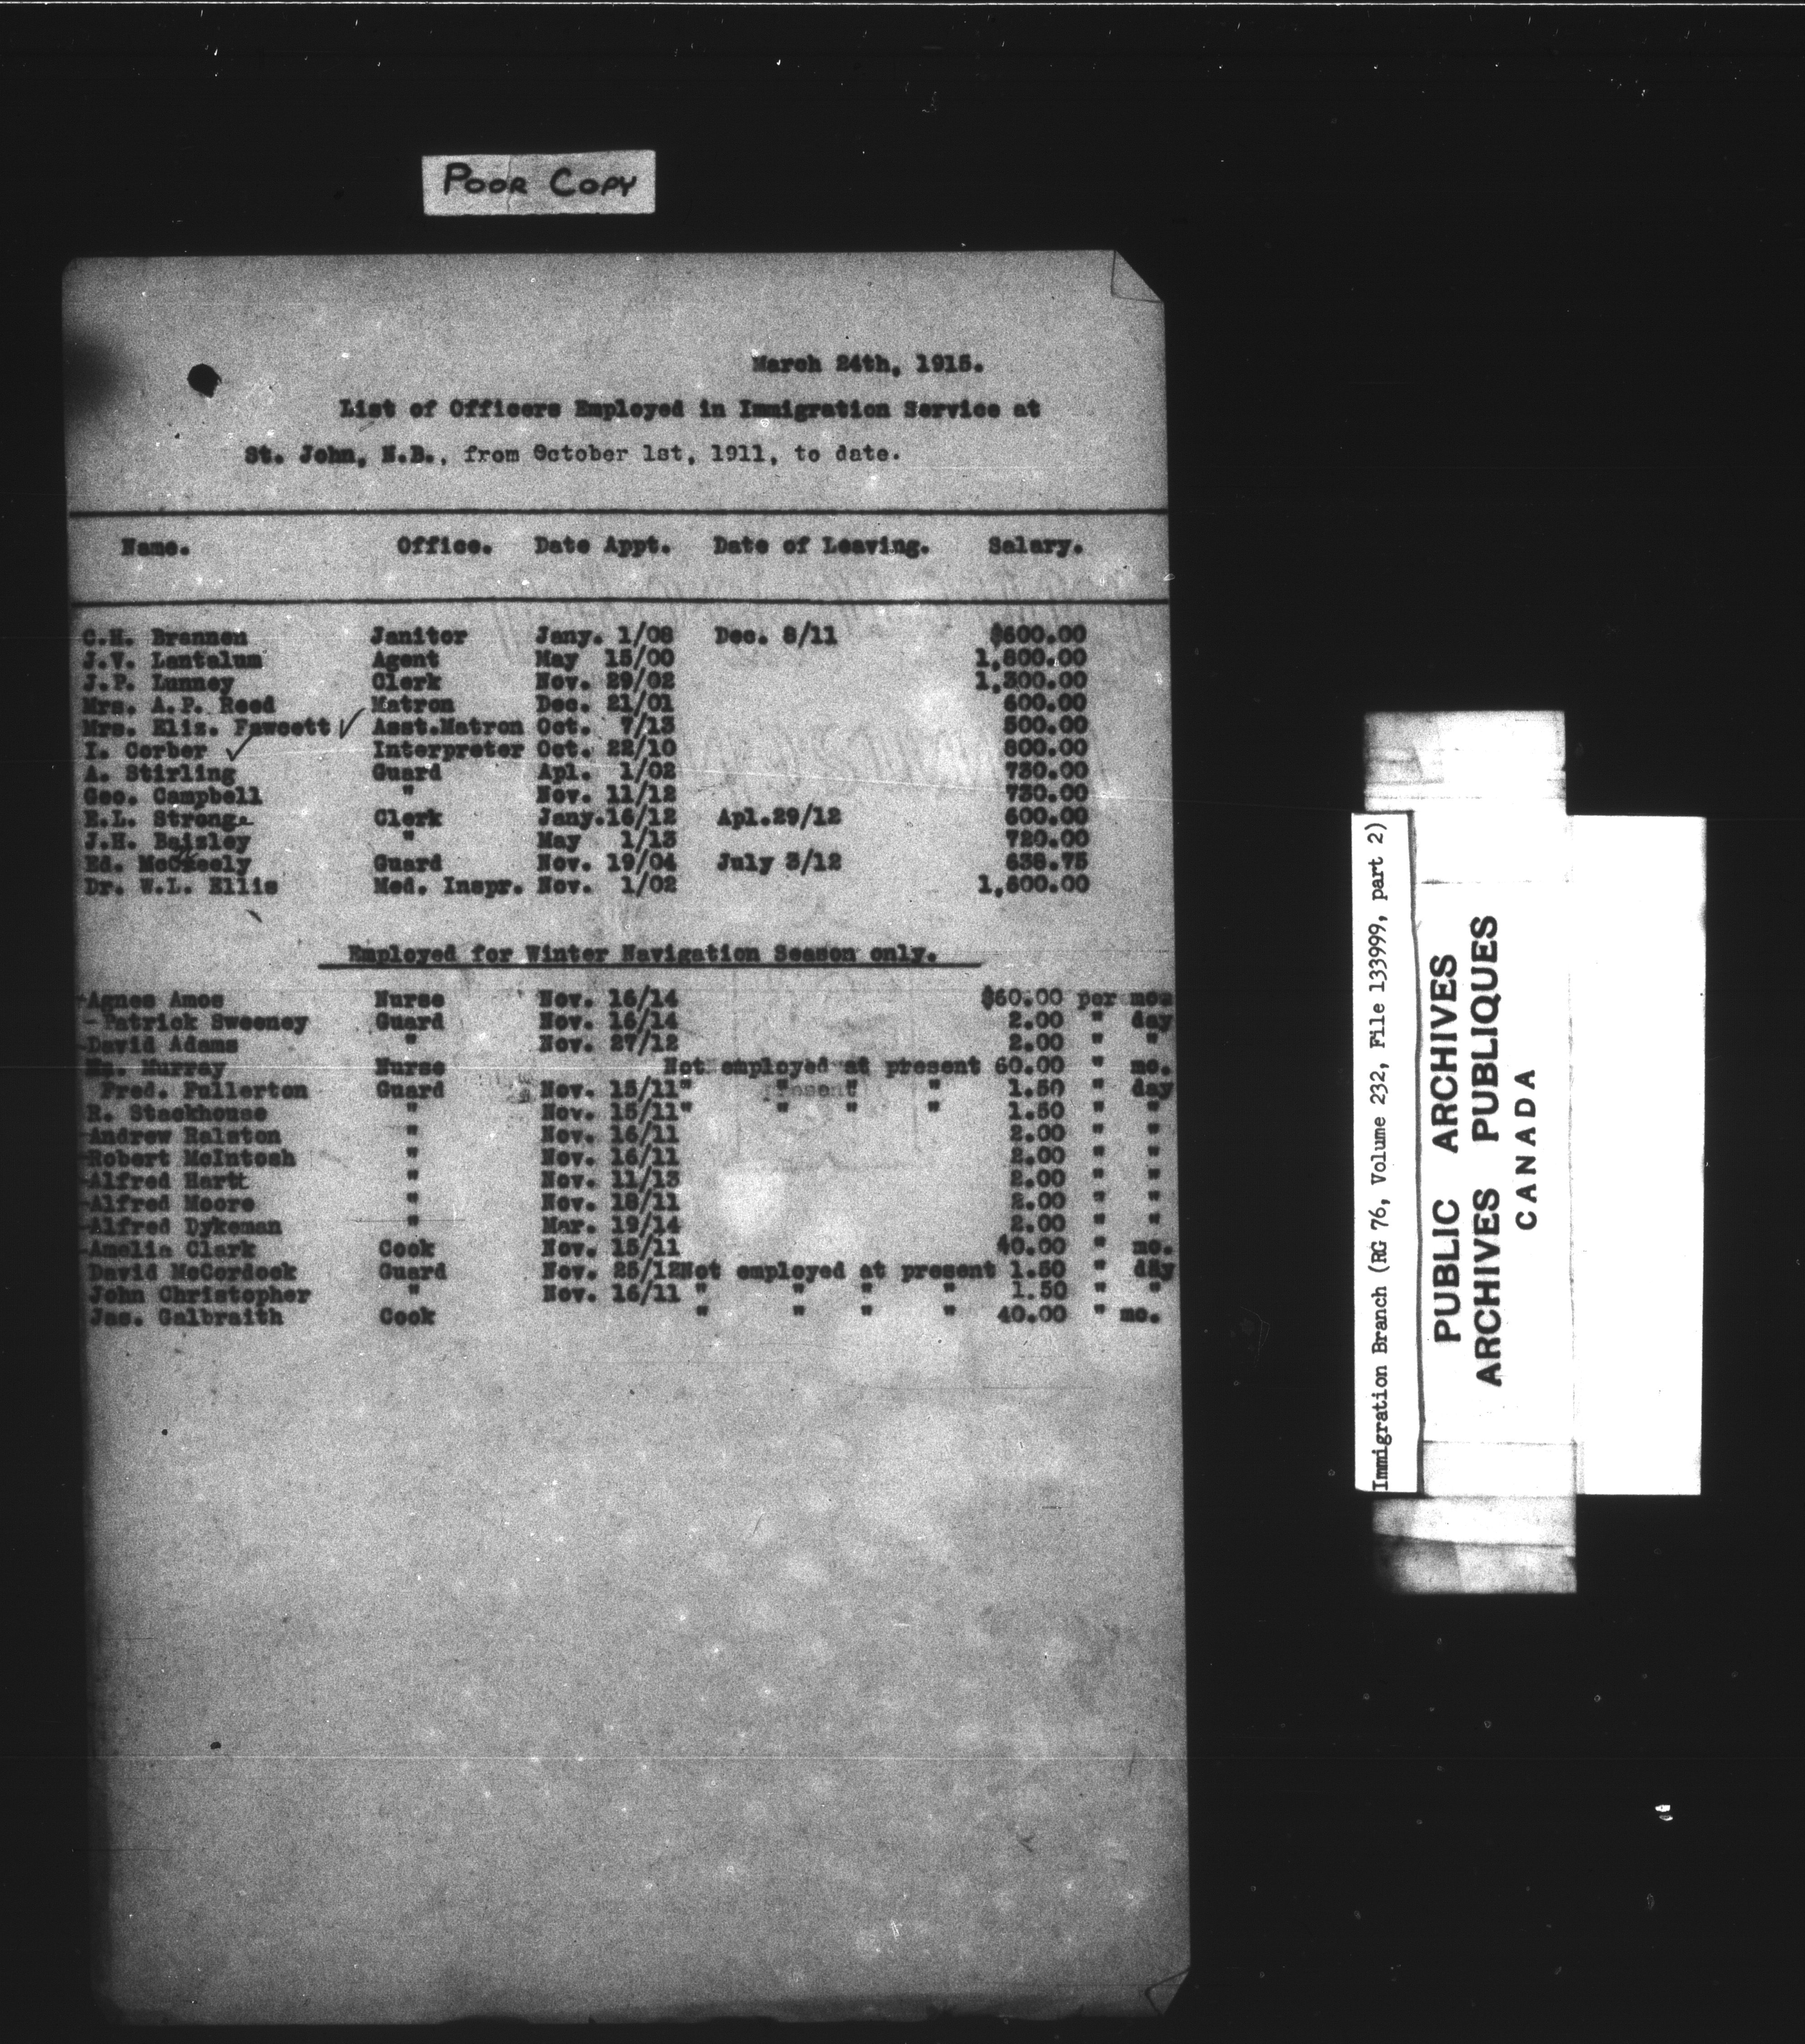 POOR COPY
March 24th, 1915.
List of Officers Employed in Immigration Service at
St. John, N.B., from October 1st, 1911, to date.
Name. Office. Date Appt. Date of Leaving. Salary.
C.H. Brannen Janitor Jany. 1/08 Dec. 8/11 $600.00
J.V. Lantalum Agent May 15/00 1,800.00
J.P. Lunney Clerk Nov. 29/02 1,300.00
Mrs. A.P. Reed Matron Dec. 21/01 600.00
Mrs. Eliz. Fawcett ✓ Asst.Matron Oct. 7/13 500.00
I. Gorber ✓ Interpreter Oct. 22/10 800.00
A. Stirling Guard Apl. 1/02 730.00
Geo. Campbell " Nov. 11/12 730.00
Stronge Clerk Jany.16/12 Apl.29/12 600.00
J.H. Baisley " May 1/13 720.00
Ed. Guard Nov. 19/04 July 3/12 638.75
Dr. W.L. Ellis Med. Inspr. Nov. 1/02 1,600.00
Employed for Winter Navigation Season only.
-Agnes Amos Nurse Nov. 16/14 $60.00 per mon
-Patrick Sweeney Guard Nov. 16/14 2.00 " day
-David Adams " Nov. 27/12 2.00 " "
Murray Nurse Not employed at present 60.00 " mo.
Fred. Fullerton Guard Nov. 15/11" " " " 1.50 " day
R. Stackhouse " Nov. 15/11" " " " 1.50 " "
-Andrew Ralston " Nov. 16/11 2.00 " "
-Robert McIntosh " Nov. 16/11 2.00 " "
-Alfred Hartt " Nov. 11/13 2.00 " "
-Alfred Moore " Nov. 18/11 2.00 " "
-Alfred Dykeman " Mar. 19/14 2.00 " "
-Amelia Clark Cook Nov. 15/11 40.00 " mo.
David McCordock Guard Nov. 25/12Not employed at present 1.50 " day
John Christopher " Nov. 16/11 " " " " 1.50 " "
Jas. Galbraith Cook " " " " 40.00 " mo.
Immigration Branch (RG 76, Volume 232, File 133999, part 2)
PUBLIC ARCHIVES
ARCHIVES PUBLIQUES
CANADA